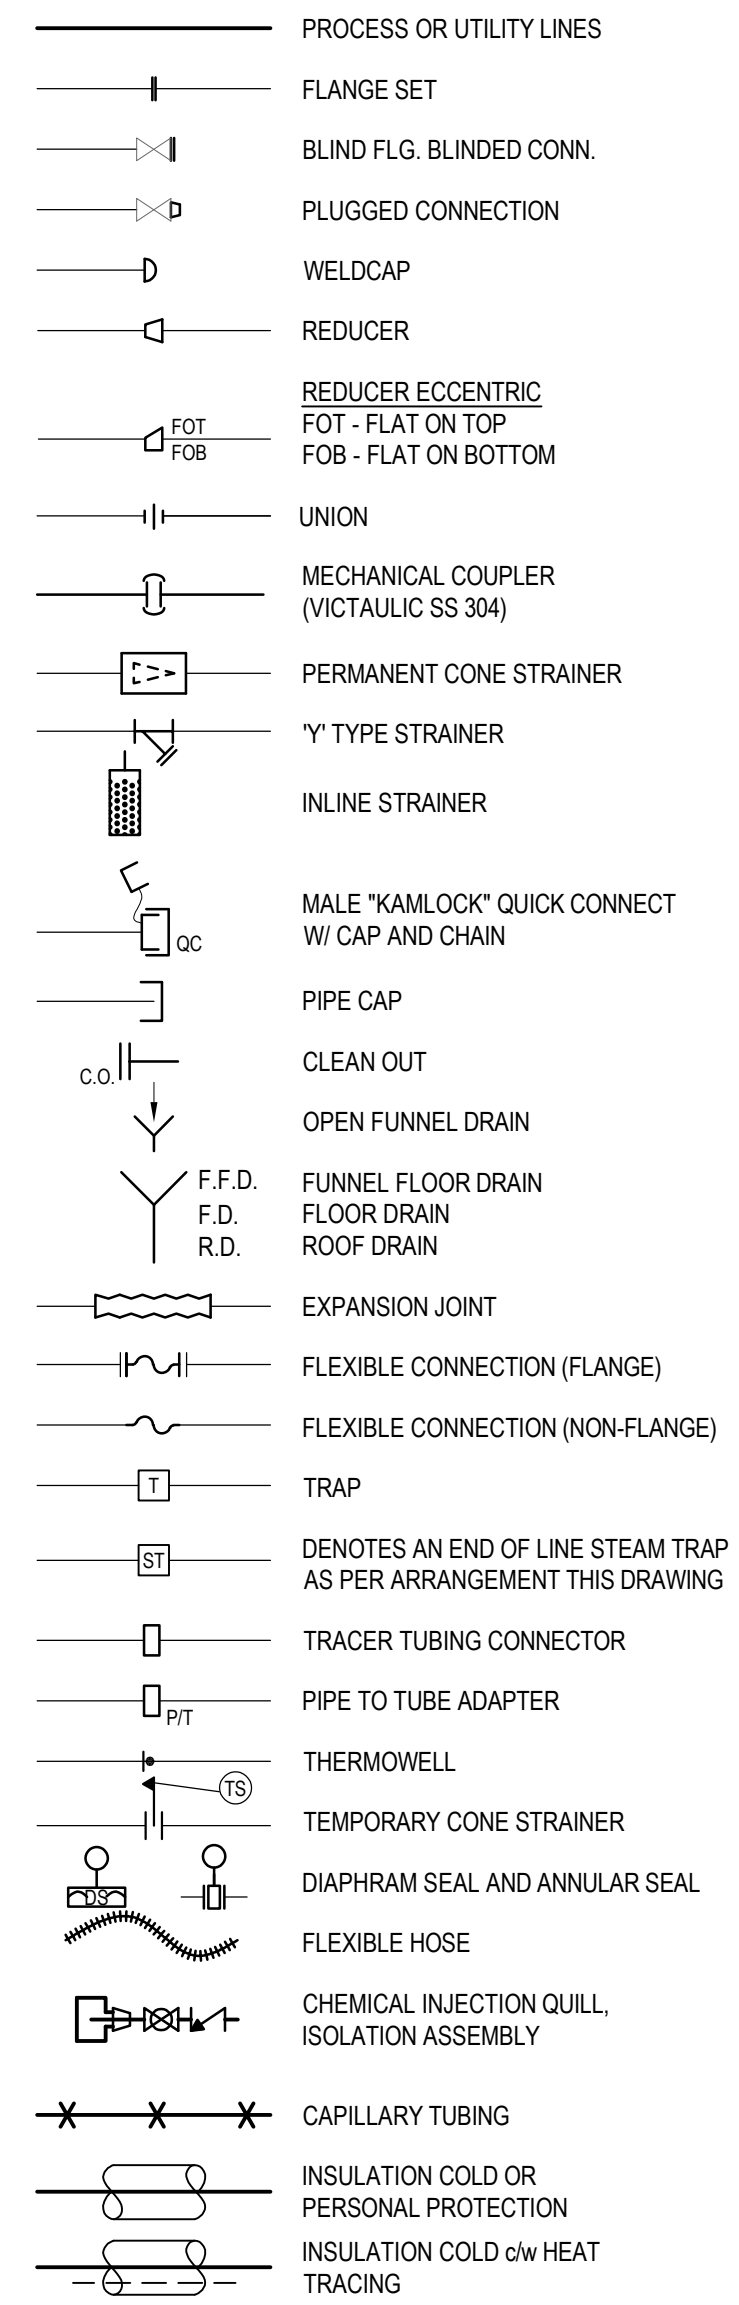 PROCESS OR UTILITY LINES
FLANGE SET
BLIND FLG. BLINDED CONN.
PLUGGED CONNECTION
WELDCAP
REDUCER
REDUCER ECCENTRIC
FOT
FOT - FLAT ON TOP
FOB
FOB - FLAT ON BOTTOM
UNION
MECHANICAL COUPLER
(VICTAULIC SS 304)
PERMANENT CONE STRAINER
'Y' TYPE STRAINER
INLINE STRAINER
MALE "KAMLOCK" QUICK CONNECT
W/ CAP AND CHAIN
QC
PIPE CAP
C.O.
CLEAN OUT
OPEN FUNNEL DRAIN
F.F.D.
FUNNEL FLOOR DRAIN
F.D.
FLOOR DRAIN
R.D.
ROOF DRAIN
EXPANSION JOINT
FLEXIBLE CONNECTION (FLANGE)
FLEXIBLE CONNECTION (NON-FLANGE)
T
TRAP
ST
DENOTES AN END OF LINE STEAM TRAP
AS PER ARRANGEMENT THIS DRAWING
TRACER TUBING CONNECTOR
P/T
PIPE TO TUBE ADAPTER
THERMOWELL
TS
TEMPORARY CONE STRAINER
DS
DIAPHRAM SEAL AND ANNULAR SEAL
FLEXIBLE HOSE
CHEMICAL INJECTION QUILL,
ISOLATION ASSEMBLY
CAPILLARY TUBING
INSULATION COLD OR
PERSONAL PROTECTION
INSULATION COLD c/w HEAT
TRACING